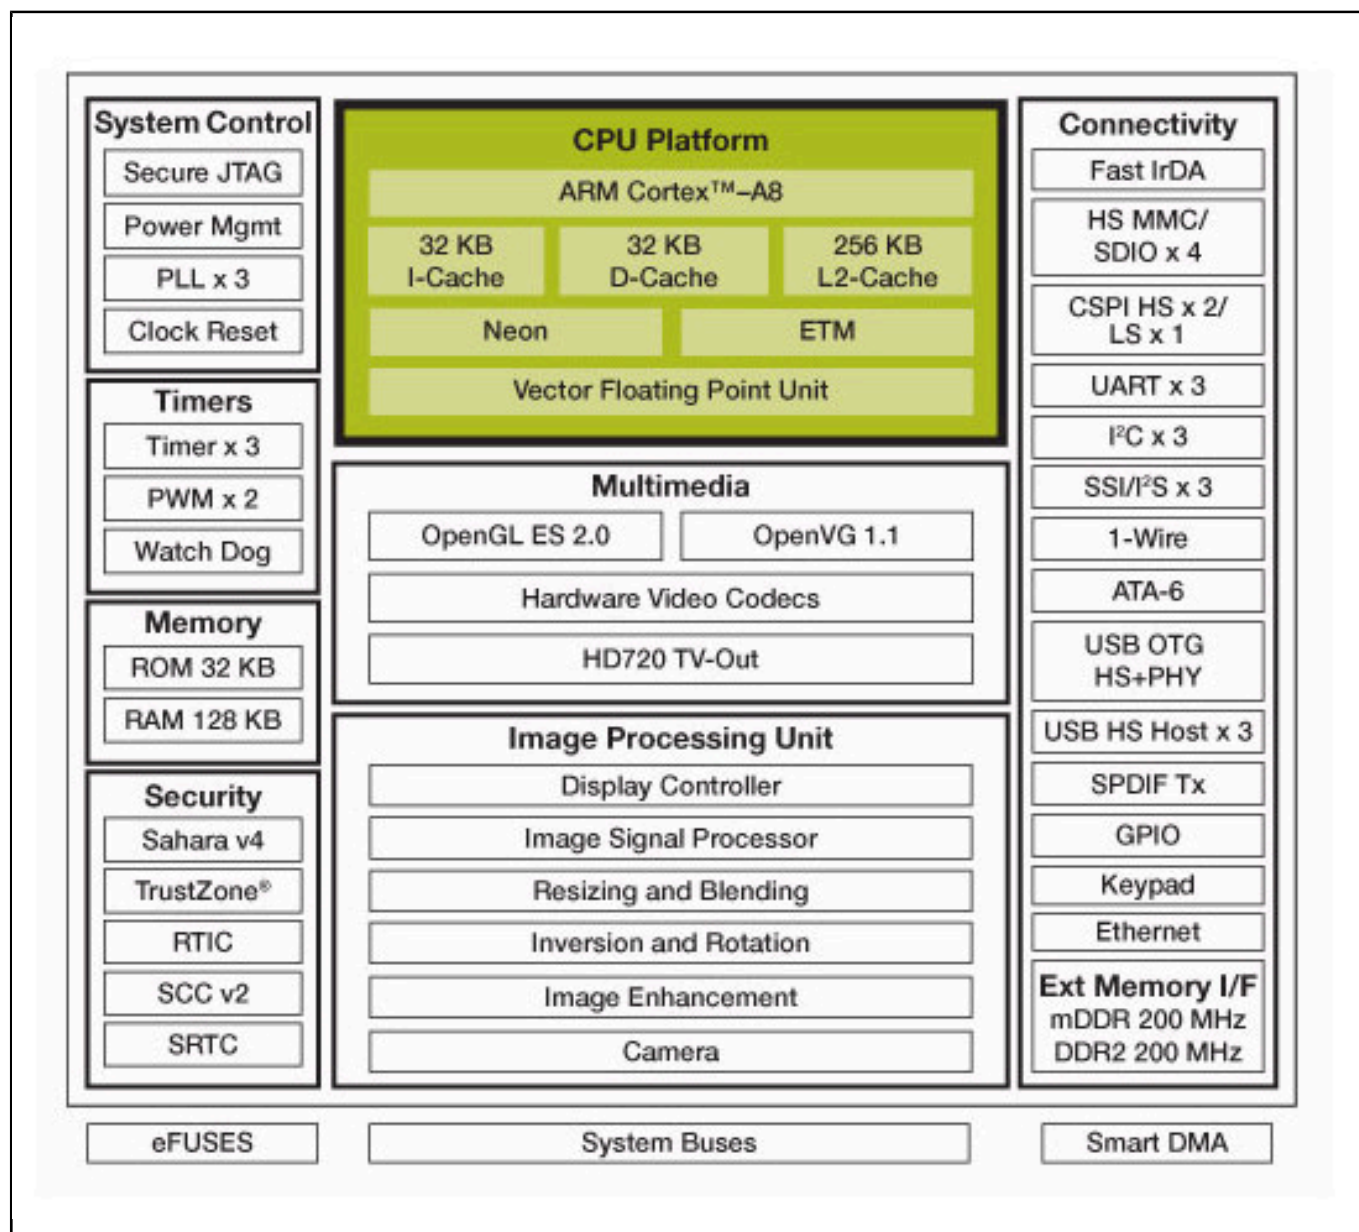 System Control
Secure JTAG
Power Mgmt
PLL x 3
Clock Reset
Timers
Timer x 3
PWM x 2
Watch Dog
Memory
ROM 32 KB
RAM 128 KB
Security
Sahara v4
TrustZone®
RTIC
SCC v2
SRTC
CPU Platform
ARM Cortex™–A8
32 KB
I-Cache
32 KB
D-Cache
256 KB
L2-Cache
Neon
ETM
Vector Floating Point Unit
Multimedia
OpenGL ES 2.0
OpenVG 1.1
Hardware Video Codecs
HD720 TV-Out
Image Processing Unit
Display Controller
Image Signal Processor
Resizing and Blending
Inversion and Rotation
Image Enhancement
Camera
Connectivity
Fast IrDA
HS MMC/
SDIO x 4
CSPI HS x 2/
LS x 1
UART x 3
I²C x 3
SSI/I²S x 3
1-Wire
ATA-6
USB OTG
HS+PHY
USB HS Host x 3
SPDIF Tx
GPIO
Keypad
Ethernet
Ext Memory I/F
mDDR 200 MHz
DDR2 200 MHz
eFUSES
System Buses
Smart DMA